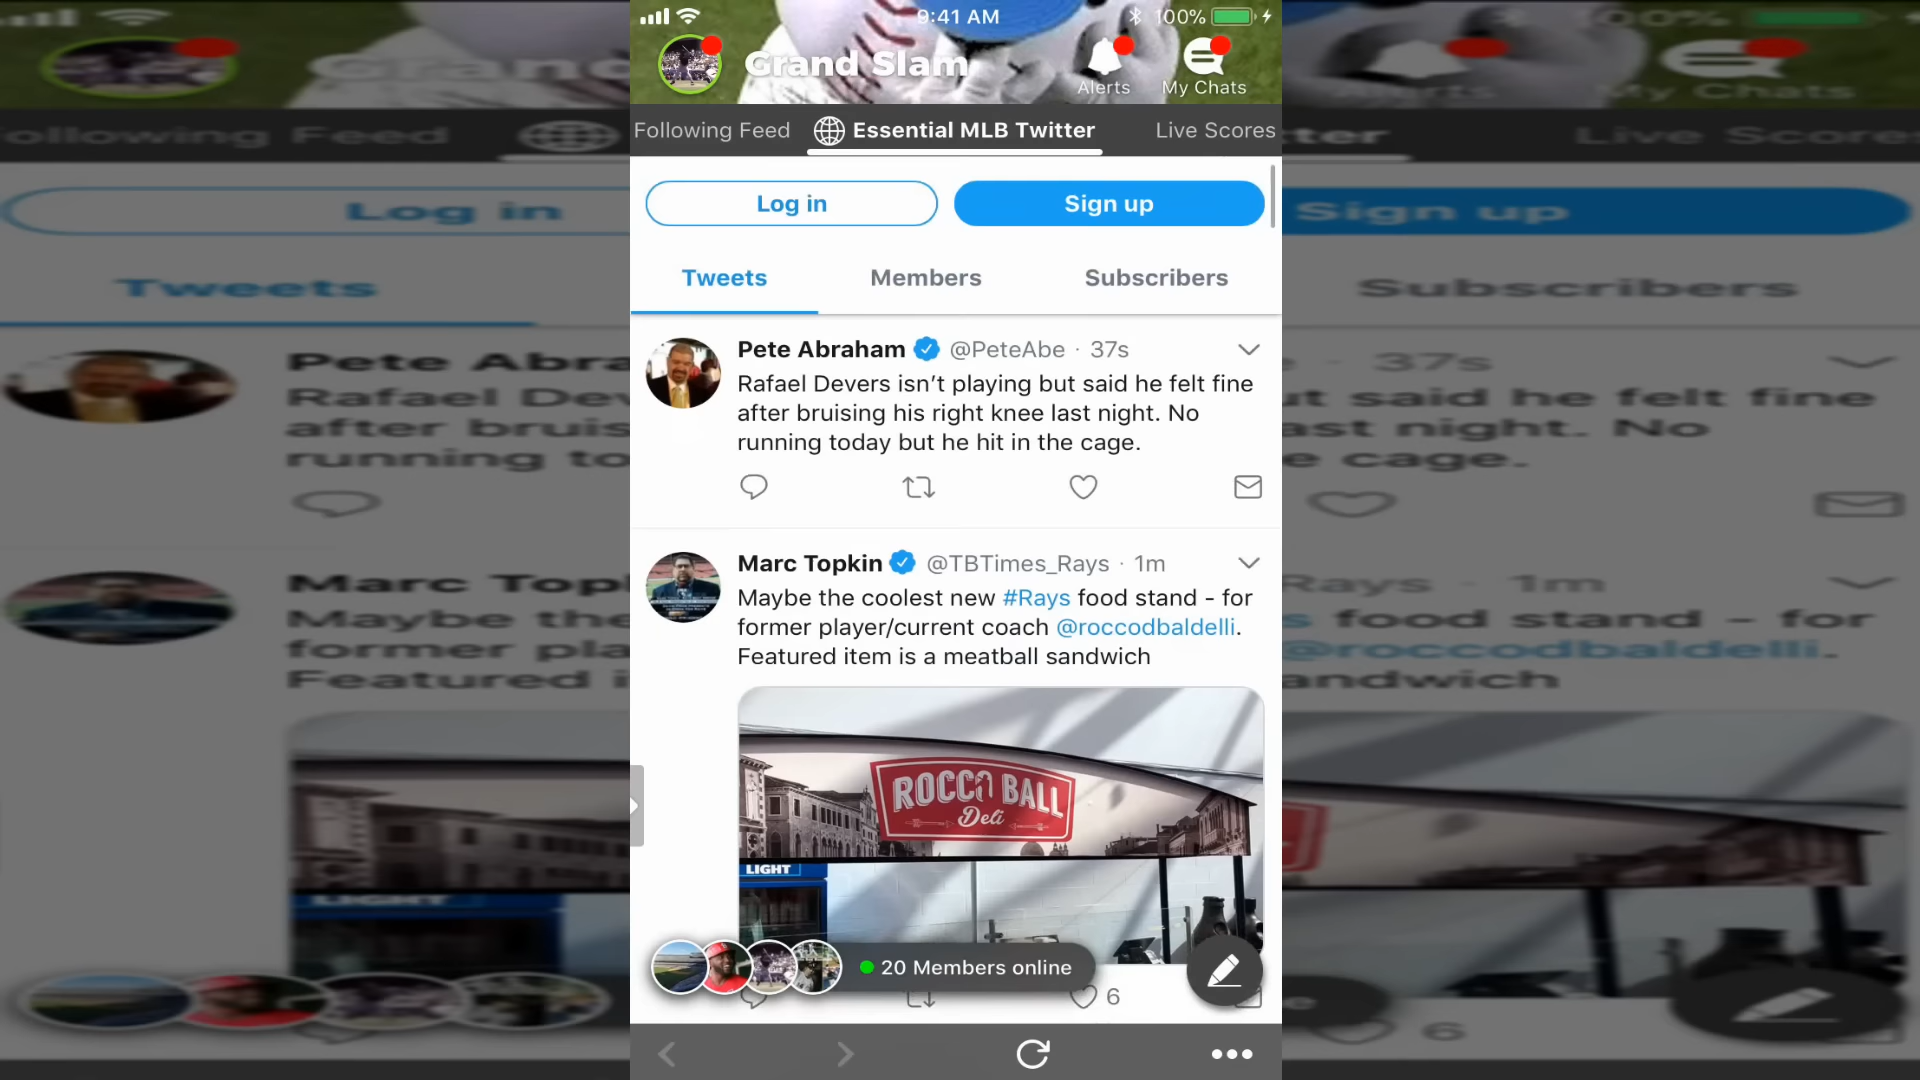 9:41 AM 100%
Grand Slam
Alerts My Chats
Following Feed Essential MLB Twitter Live Scores
Log in Sign up
Tweets Members Subscribers
Pete Abraham @PeteAbe · 37s
Rafael Devers isn't playing but said he felt fine
after bruising his right knee last night. No
running today but he hit in the cage.
Marc Topkin @TBTimes_Rays · 1m
Maybe the coolest new #Rays food stand - for
former player/current coach @roccodbaldelli.
Featured item is a meatball sandwich
ROCCO BALL
Deli
LIGHT
20 Members online
6